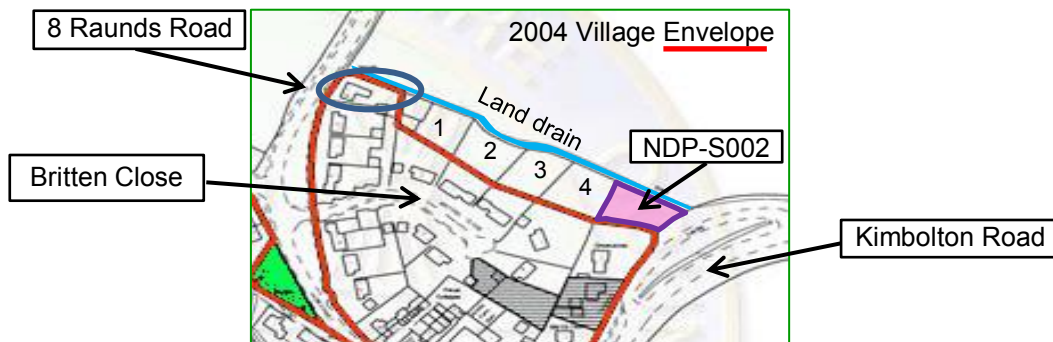 8 Raunds Road
2004 Village Envelope
Land drain
1
2
3
4
NDP-S002
Britten Close
Kimbolton Road